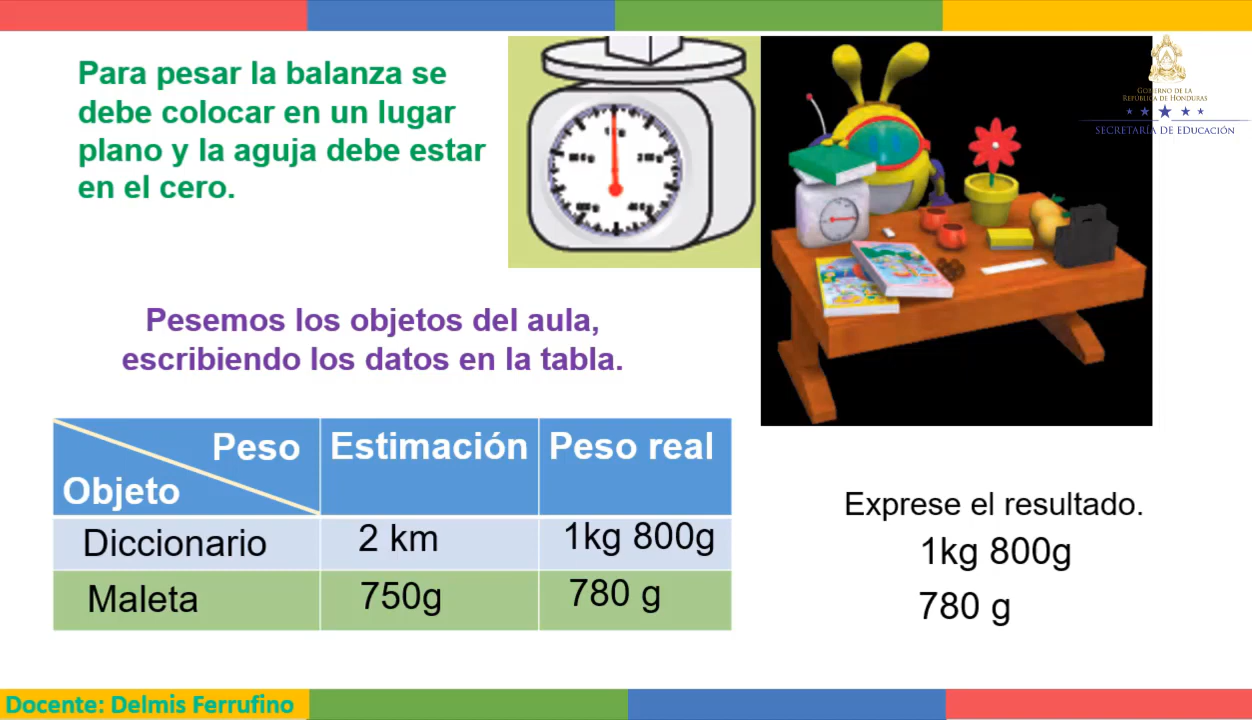 Para pesar la balanza se
debe colocar en un lugar
plano y la aguja debe estar
en el cero.
GOBIERNO DE LA
REPÚBLICA DE HONDURAS
SECRETARÍA DE EDUCACIÓN
Pesemos los objetos del aula,
escribiendo los datos en la tabla.
Peso
Objeto
Estimación
Peso real
Diccionario
2 km
1kg 800g
Maleta
750g
780 g
Exprese el resultado.
1kg 800g
780 g
Docente: Delmis Ferrufino